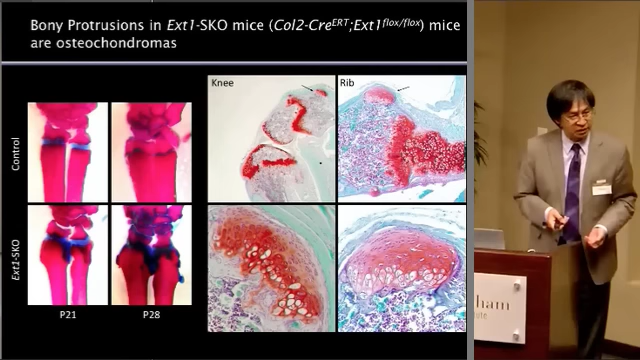 Bony Protrusions in Ext1-SKO mice (Col2-CreERT;Ext1flox/flox) mice
are osteochondromas
Knee
Rib
Control
Ext1-SKO
P21
P28
ham
ute